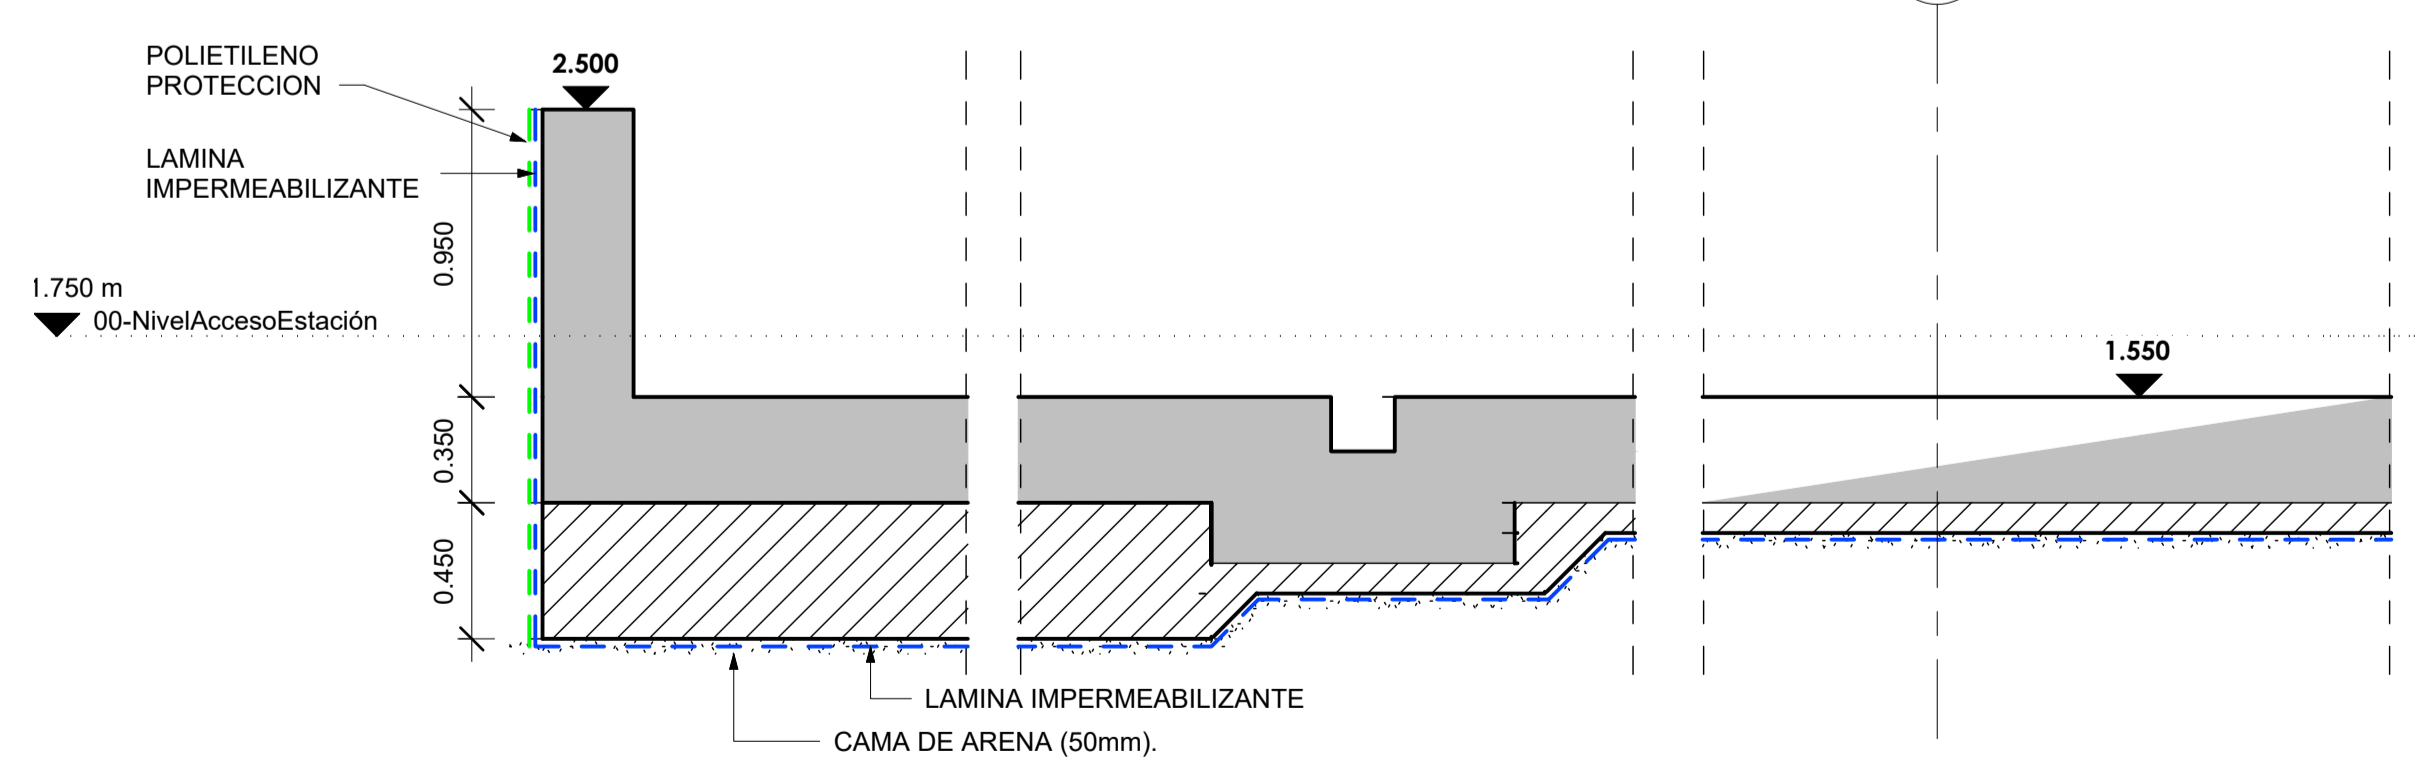 POLIETILENO
PROTECCION
2.500
LAMINA
IMPERMEABILIZANTE
0.950
1.750 m
00-NivelAccesoEstación
1.550
0.350
0.450
LAMINA IMPERMEABILIZANTE
CAMA DE ARENA (50mm).